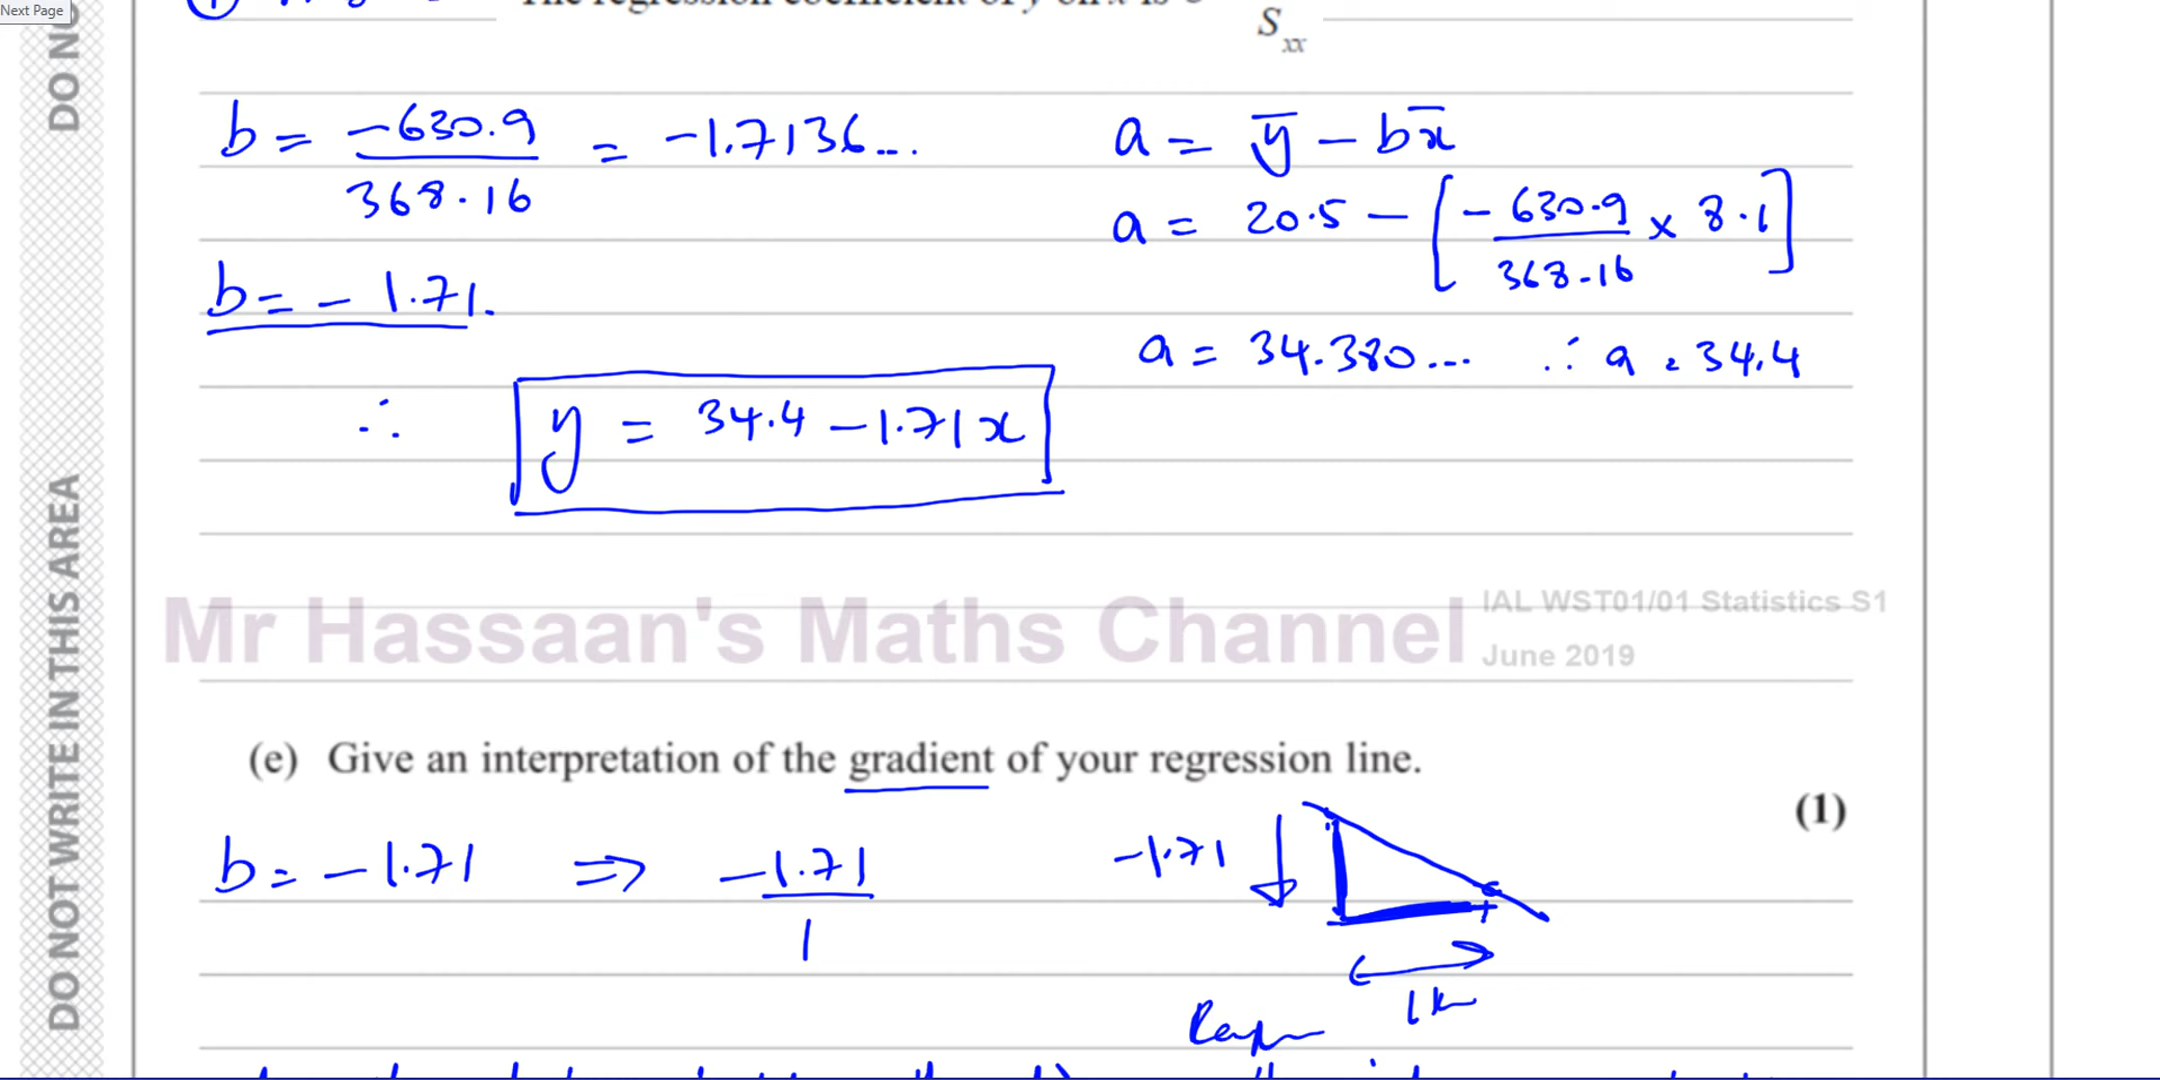 Next Page
The regression coefficient of y on x is
S xx
DO NO
b = -630.9 / 368.16 = -1.7136...
a = ȳ - bx̄
a = 20.5 - [-630.9 / 368.16 × 8.1]
b = -1.71.
a = 34.380... ∴ a = 34.4
∴ y = 34.4 - 1.71x
DO NOT WRITE IN THIS AREA
Mr Hassaan's Maths Channel
IAL WST01/01 Statistics S1
June 2019
(e) Give an interpretation of the gradient of your regression line.
(1)
b = -1.71 ⇒ -1.71 / 1
-1.71